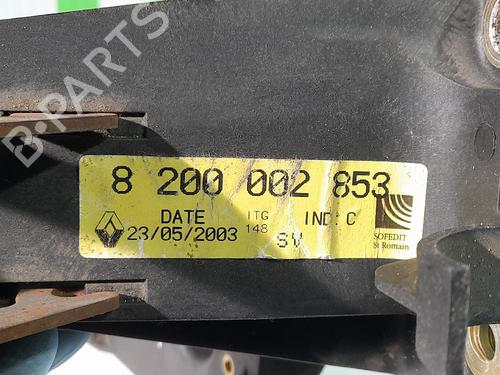 B-PARTS
8 200 002 853
DATE ITG IND: C
23/05/2003 148 SV
SOFEDIT
St Romain